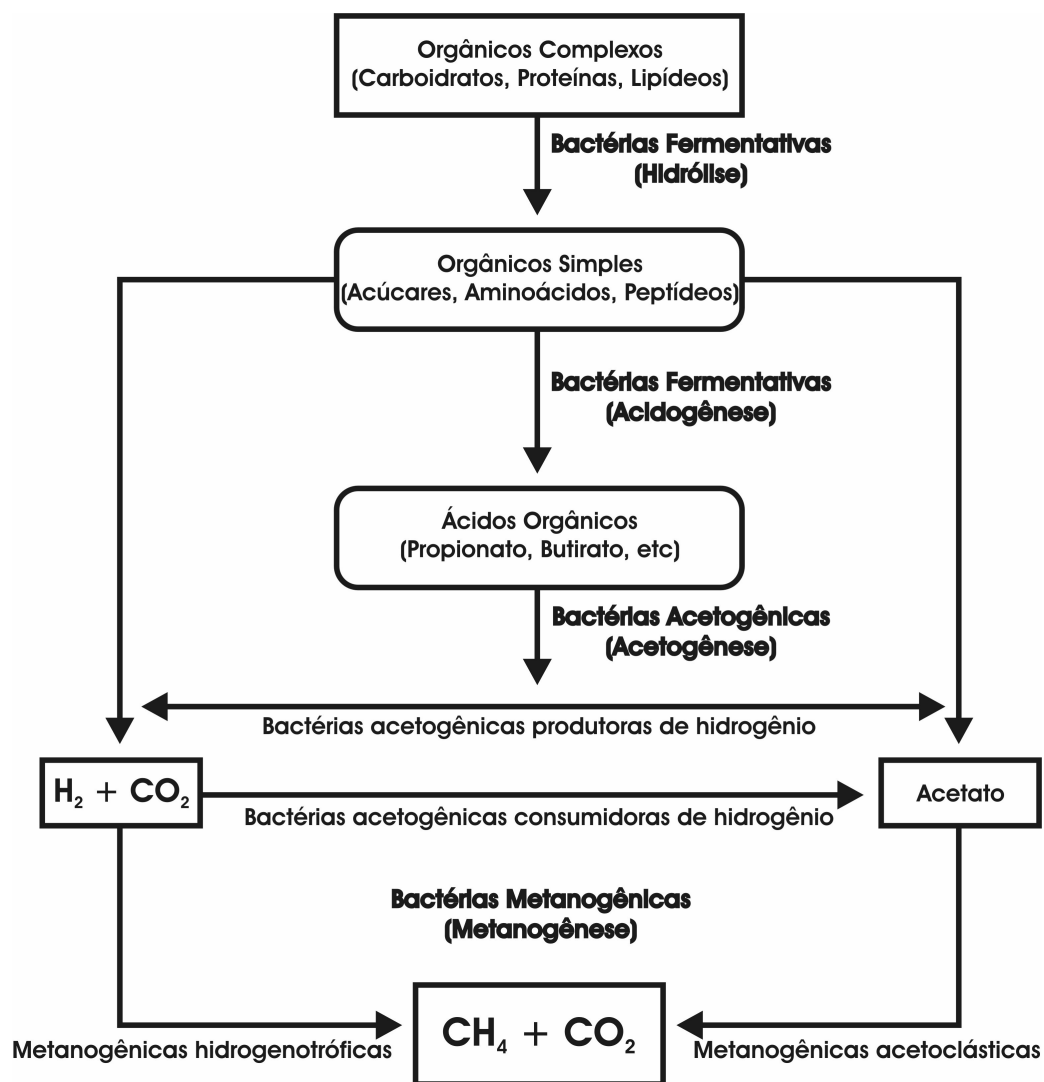 Orgânicos Complexos
(Carboidratos, Proteínas, Lipídeos)
Bactérias Fermentativas
(Hidrólise)
Orgânicos Simples
(Acúcares, Aminoácidos, Peptídeos)
Bactérias Fermentativas
(Acidogênese)
Ácidos Orgânicos
(Propionato, Butirato, etc)
Bactérias Acetogênicas
(Acetogênese)
Bactérias acetogênicas produtoras de hidrogênio
H₂ + CO₂
Acetato
Bactérias acetogênicas consumidoras de hidrogênio
Bactérias Metanogênicas
(Metanogênese)
CH₄ + CO₂
Metanogênicas hidrogenotróficas
Metanogênicas acetoclásticas